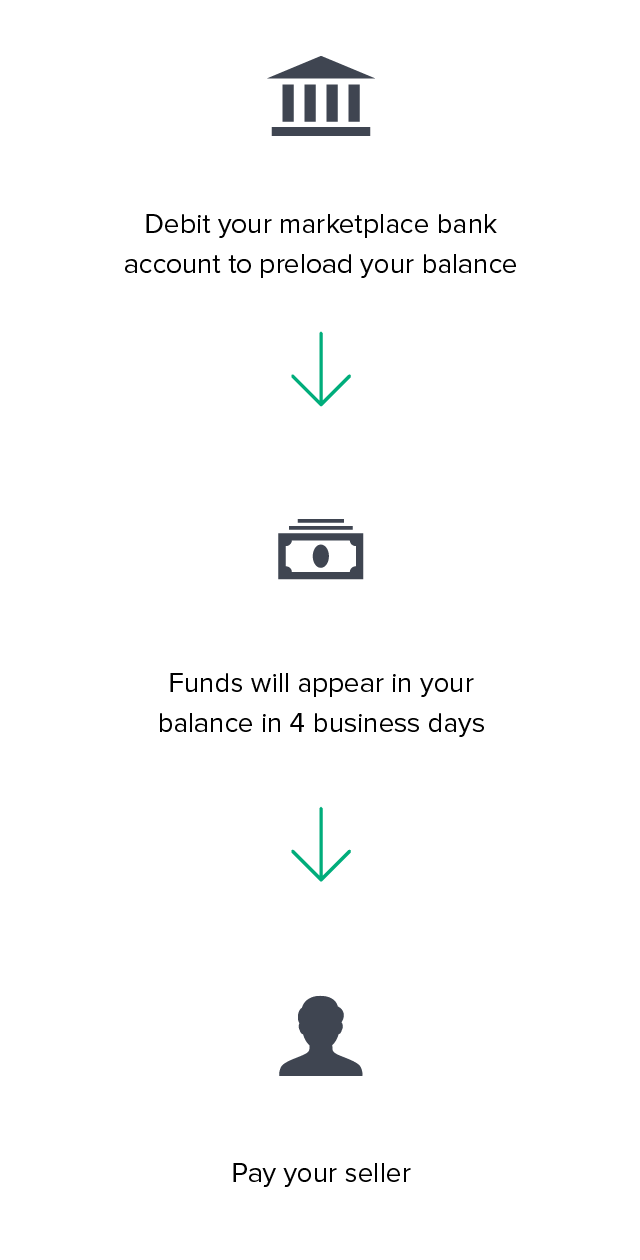 Debit your marketplace bank
account to preload your balance
Funds will appear in your
balance in 4 business days
Pay your seller